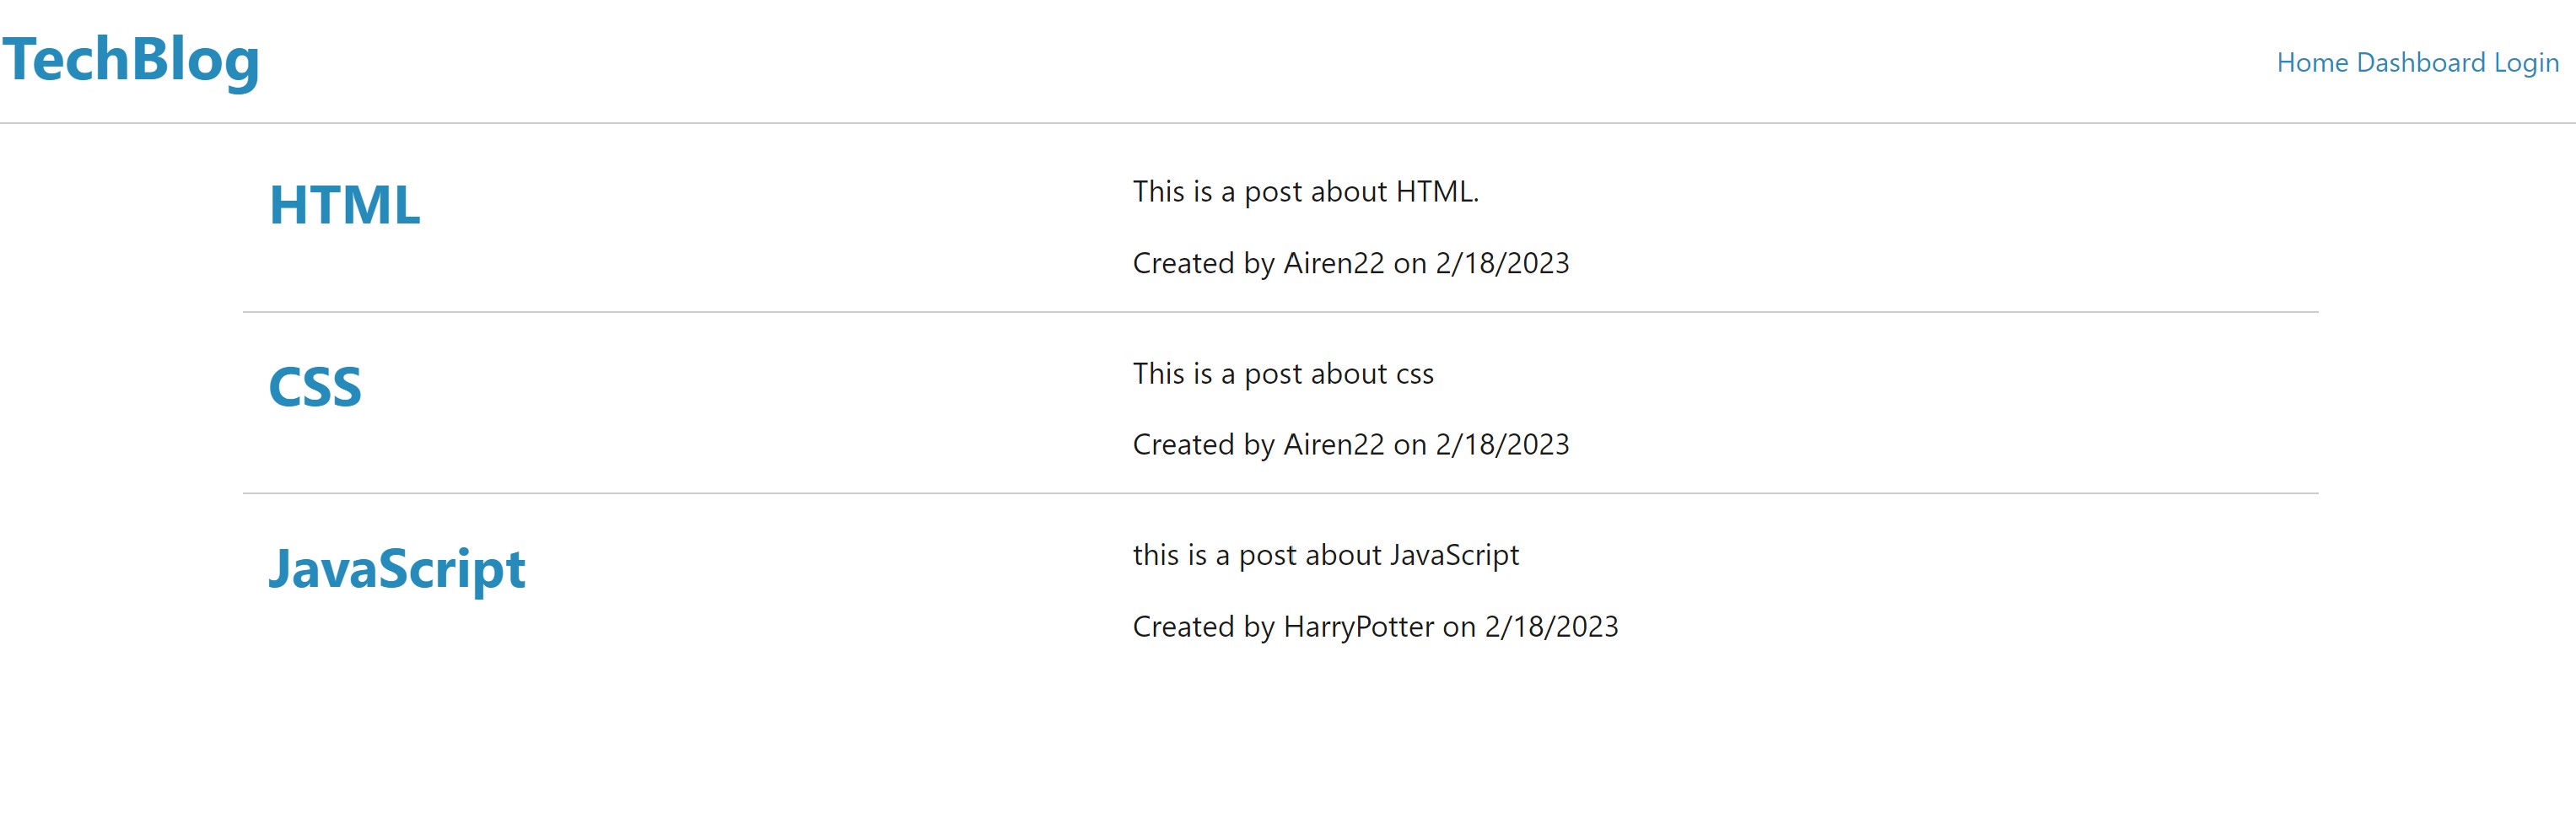 TechBlog
Home Dashboard Login
HTML
This is a post about HTML.
Created by Airen22 on 2/18/2023
CSS
This is a post about css
Created by Airen22 on 2/18/2023
JavaScript
this is a post about JavaScript
Created by HarryPotter on 2/18/2023